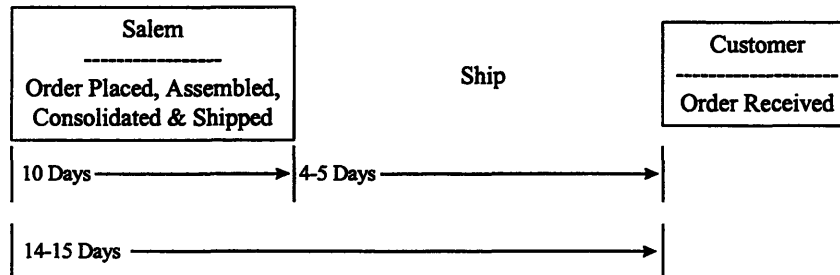 Salem
Order Placed, Assembled,
Consolidated & Shipped
Ship
Customer
Order Received
10 Days
4-5 Days
14-15 Days